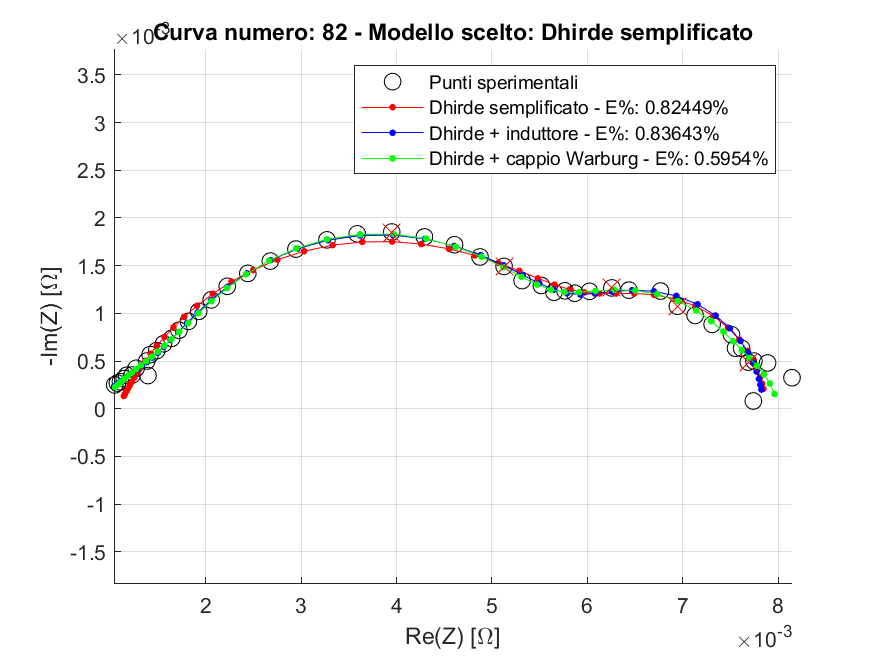 ×10⁻³
Curva numero: 82 - Modello scelto: Dhirde semplificato
Punti sperimentali
Dhirde semplificato - E%: 0.82449%
Dhirde + induttore - E%: 0.83643%
Dhirde + cappio Warburg - E%: 0.5954%
3.5
3
2.5
2
1.5
1
0.5
0
-0.5
-1
-1.5
-Im(Z) [Ω]
2 3 4 5 6 7 8
Re(Z) [Ω]
×10⁻³